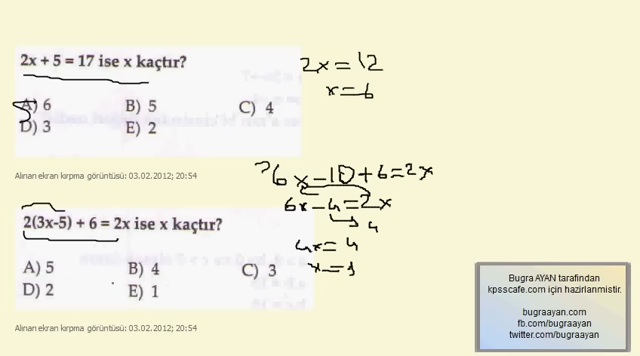 2x + 5 = 17 ise x kaçtır?
A) 6 B) 5 C) 4
D) 3 E) 2
Alınan ekran kırpma görüntüsü: 03.02.2012; 20:54
2(3x-5) + 6 = 2x ise x kaçtır?
A) 5 B) 4 C) 3
D) 2 E) 1
Alınan ekran kırpma görüntüsü: 03.02.2012; 20:54
2x = 12
x = 6
6x - 10 + 6 = 2x
6x - 4 = 2x
4
4x = 4
x = 1
Bugra AYAN tarafindan
kpsscafe.com için hazirlanmistir.
bugraayan.com
fb.com/bugraayan
twitter.com/bugraayan